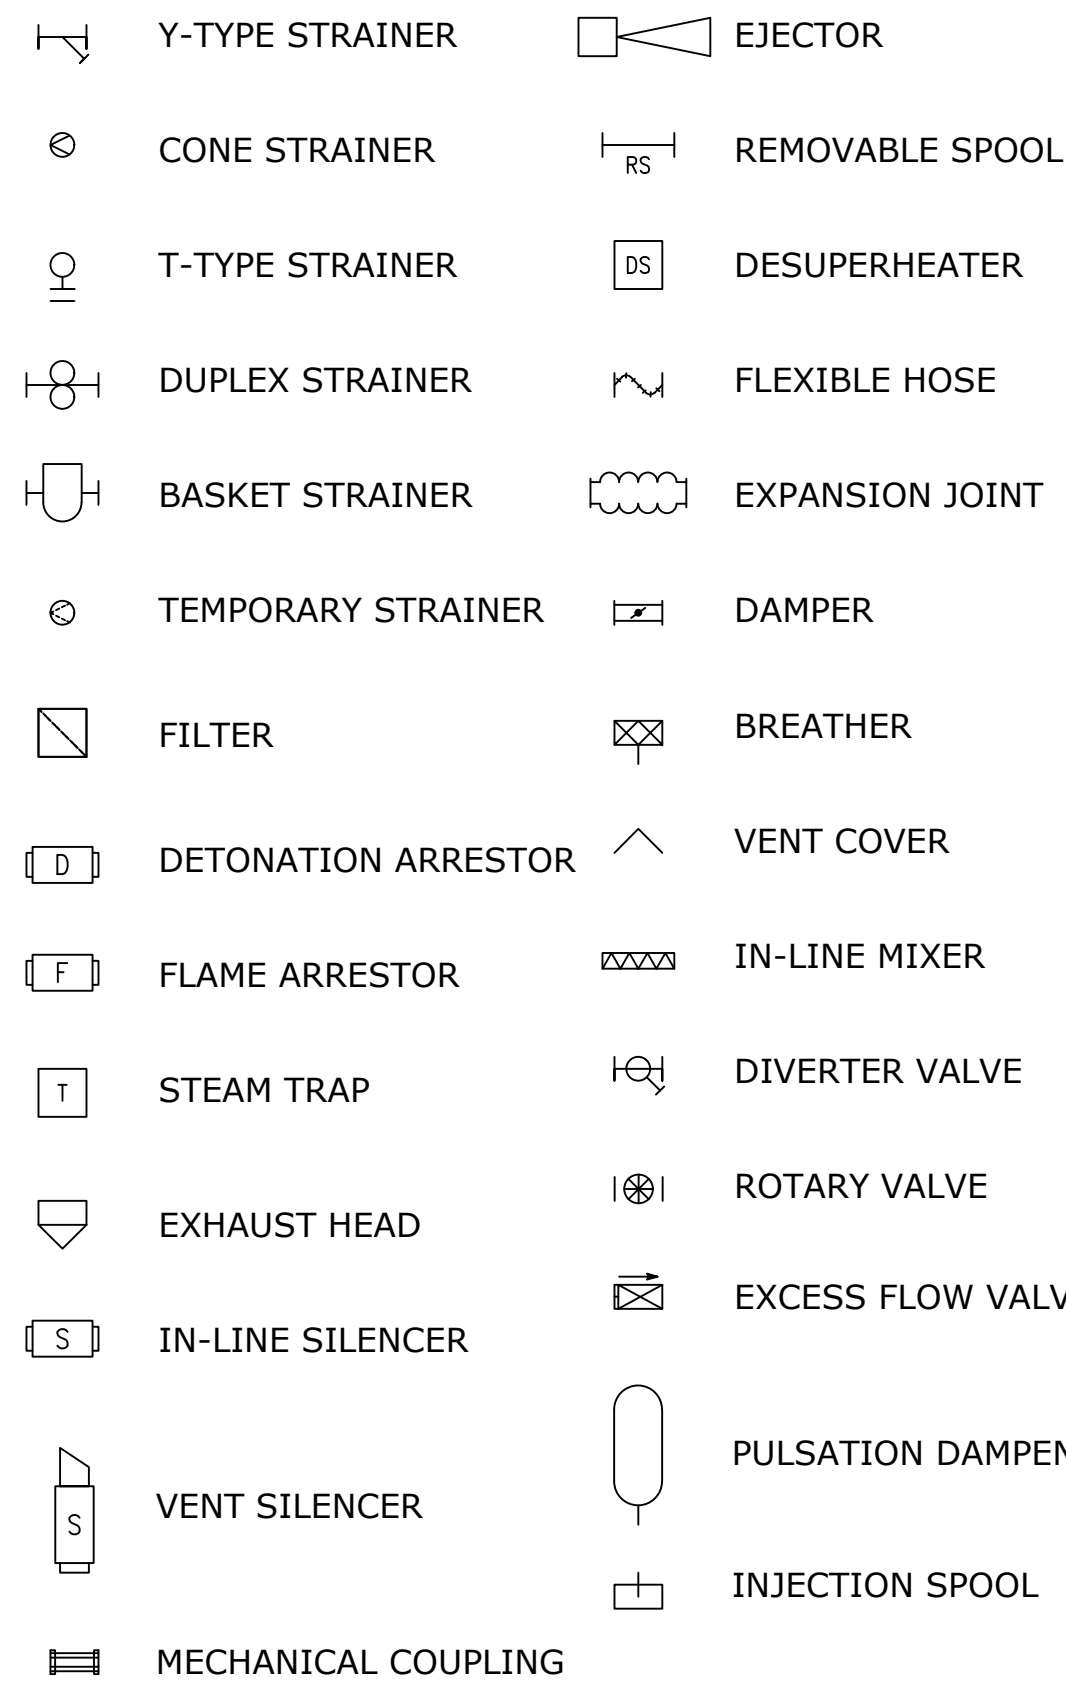 Y-TYPE STRAINER
CONE STRAINER
T-TYPE STRAINER
DUPLEX STRAINER
BASKET STRAINER
TEMPORARY STRAINER
FILTER
D DETONATION ARRESTOR
F FLAME ARRESTOR
T STEAM TRAP
EXHAUST HEAD
S IN-LINE SILENCER
VENT SILENCER
S
MECHANICAL COUPLING
EJECTOR
REMOVABLE SPOOL
RS
DS DESUPERHEATER
FLEXIBLE HOSE
EXPANSION JOINT
DAMPER
BREATHER
VENT COVER
IN-LINE MIXER
DIVERTER VALVE
ROTARY VALVE
EXCESS FLOW
PULSATION
INJECTION SPOOL